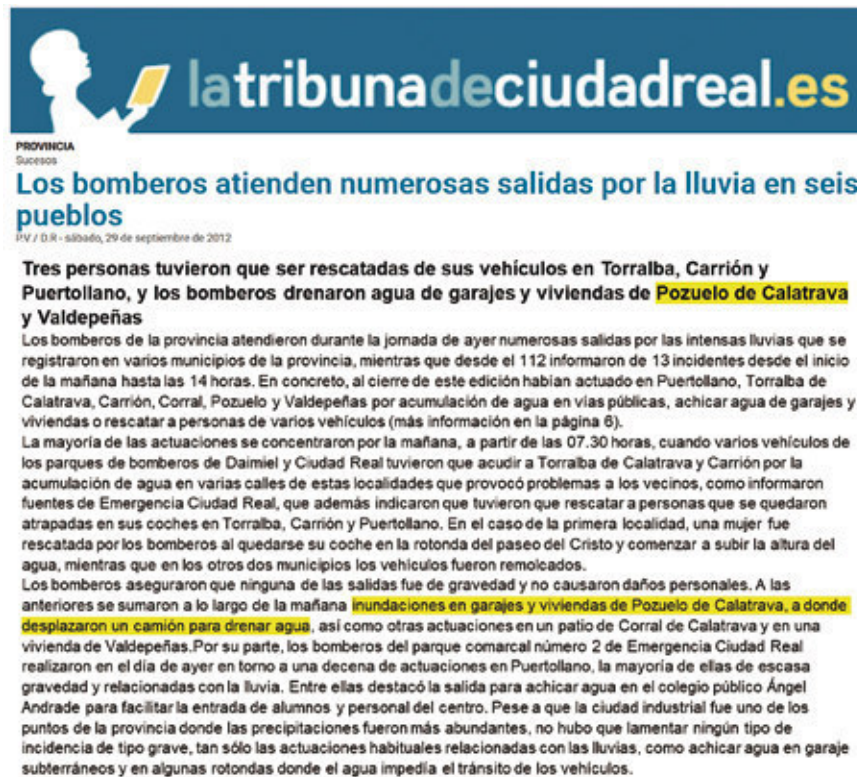 latribunadeciudadreal.es
PROVINCIA
Sucesos
Los bomberos atienden numerosas salidas por la lluvia en seis
pueblos
P.V / D.R - sábado, 29 de septiembre de 2012
Tres personas tuvieron que ser rescatadas de sus vehículos en Torralba, Carrión y
Puertollano, y los bomberos drenaron agua de garajes y viviendas de Pozuelo de Calatrava
y Valdepeñas
Los bomberos de la provincia atendieron durante la jornada de ayer numerosas salidas por las intensas lluvias que se
registraron en varios municipios de la provincia, mientras que desde el 112 informaron de 13 incidentes desde el inicio
de la mañana hasta las 14 horas. En concreto, al cierre de este edición habían actuado en Puertollano, Torralba de
Calatrava, Carrión, Corral, Pozuelo y Valdepeñas por acumulación de agua en vías públicas, achicar agua de garajes y
viviendas o rescatar a personas de varios vehículos (más información en la página 6).
La mayoría de las actuaciones se concentraron por la mañana, a partir de las 07.30 horas, cuando varios vehículos de
los parques de bomberos de Daimiel y Ciudad Real tuvieron que acudir a Torralba de Calatrava y Carrión por la
acumulación de agua en varias calles de estas localidades que provocó problemas a los vecinos, como informaron
fuentes de Emergencia Ciudad Real, que además indicaron que tuvieron que rescatar a personas que se quedaron
atrapadas en sus coches en Torralba, Carrión y Puertollano. En el caso de la primera localidad, una mujer fue
rescatada por los bomberos al quedarse su coche en la rotonda del paseo del Cristo y comenzar a subir la altura del
agua, mientras que en los otros dos municipios los vehículos fueron remolcados.
Los bomberos aseguraron que ninguna de las salidas fue de gravedad y no causaron daños personales. A las
anteriores se sumaron a lo largo de la mañana inundaciones en garajes y viviendas de Pozuelo de Calatrava, a donde
desplazaron un camión para drenar agua, así como otras actuaciones en un patio de Corral de Calatrava y en una
vivienda de Valdepeñas.Por su parte, los bomberos del parque comarcal número 2 de Emergencia Ciudad Real
realizaron en el día de ayer en torno a una decena de actuaciones en Puertollano, la mayoría de ellas de escasa
gravedad y relacionadas con la lluvia. Entre ellas destacó la salida para achicar agua en el colegio público Ángel
Andrade para facilitar la entrada de alumnos y personal del centro. Pese a que la ciudad industrial fue uno de los
puntos de la provincia donde las precipitaciones fueron más abundantes, no hubo que lamentar ningún tipo de
incidencia de tipo grave, tan sólo las actuaciones habituales relacionadas con las lluvias, como achicar agua en garaje
subterráneos y en algunas rotondas donde el agua impedía el tránsito de los vehículos.